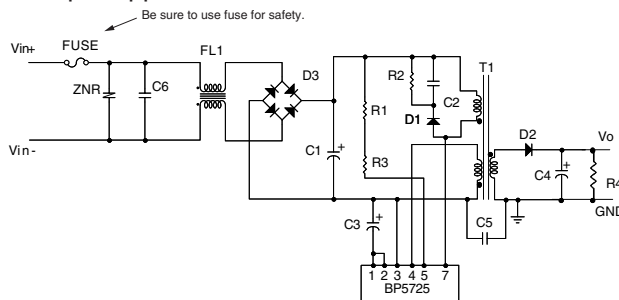 Be sure to use fuse for safety.
Vin+
FUSE
FL1
T1
D3
ZNR
C6
R2
C2
R1
D1
D2
Vo
C1
R3
C4
R4
GND
C3
C5
Vin-
1 2 3 4 5 7
BP5725